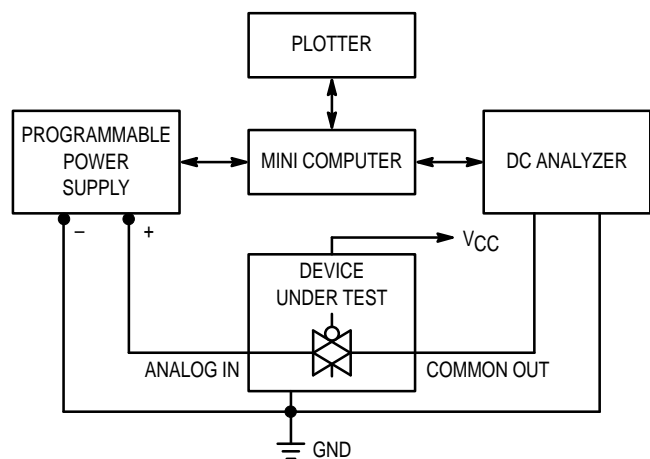 PLOTTER
PROGRAMMABLE
POWER
SUPPLY
MINI COMPUTER
DC ANALYZER
– +
VCC
DEVICE
UNDER TEST
ANALOG IN
COMMON OUT
GND